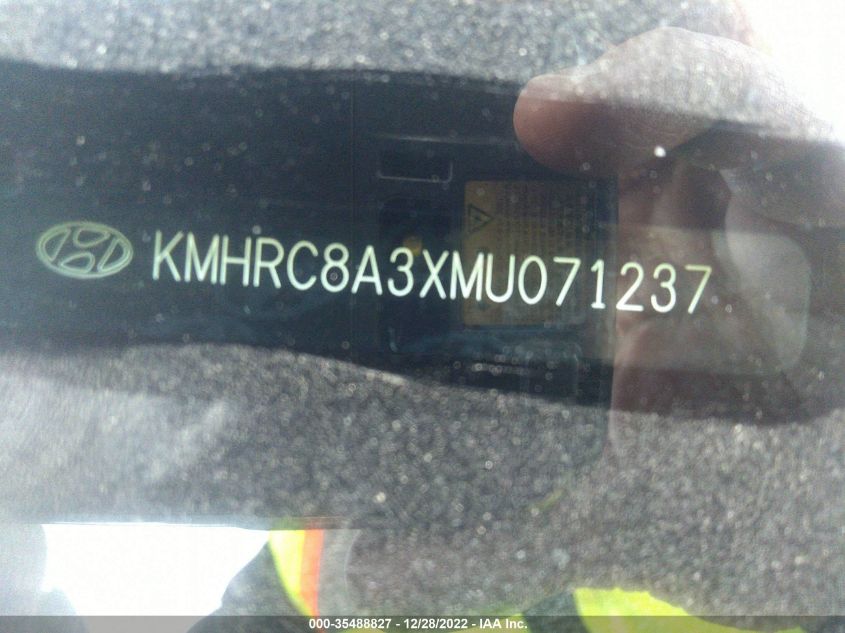 KMHRC8A3XMU071237
000-35488827 - 12/28/2022 - IAA Inc.